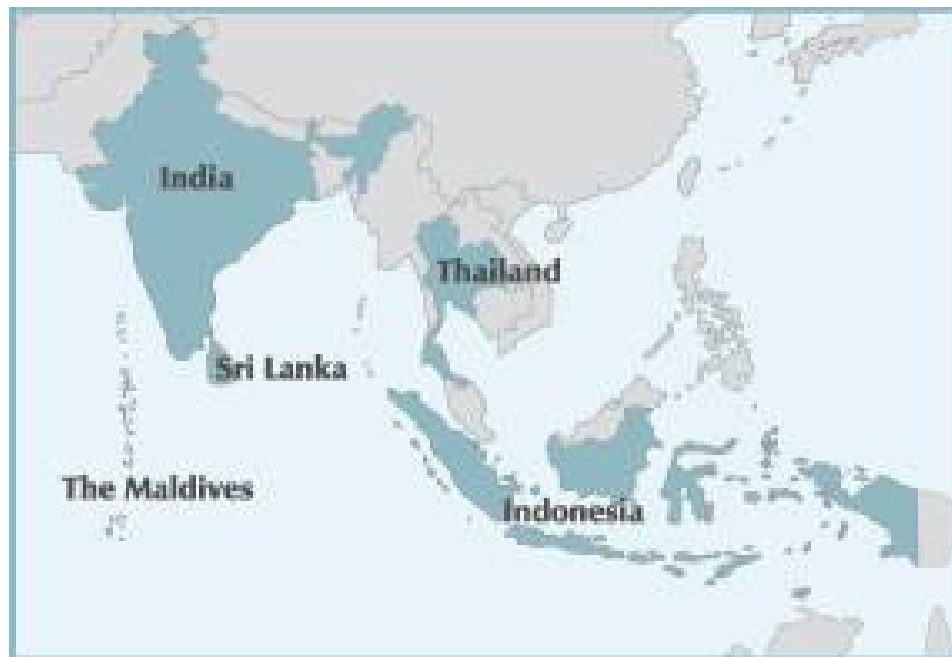 India
Thailand
Sri Lanka
The Maldives
Indonesia